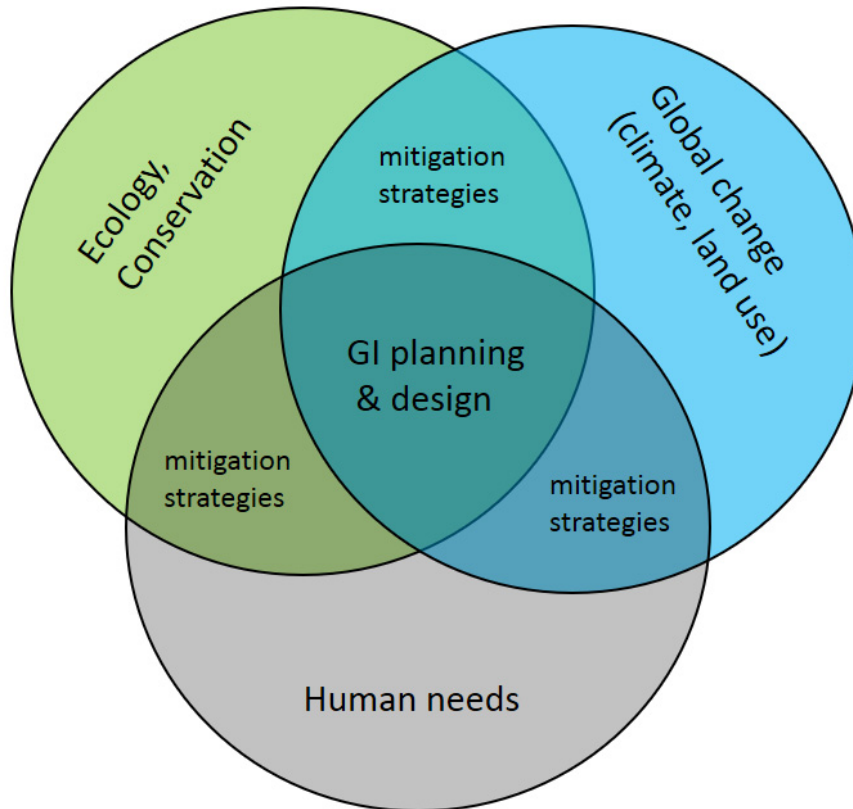 Ecology,
Conservation
mitigation
strategies
Global change
(climate, land use)
GI planning
& design
mitigation
strategies
mitigation
strategies
Human needs